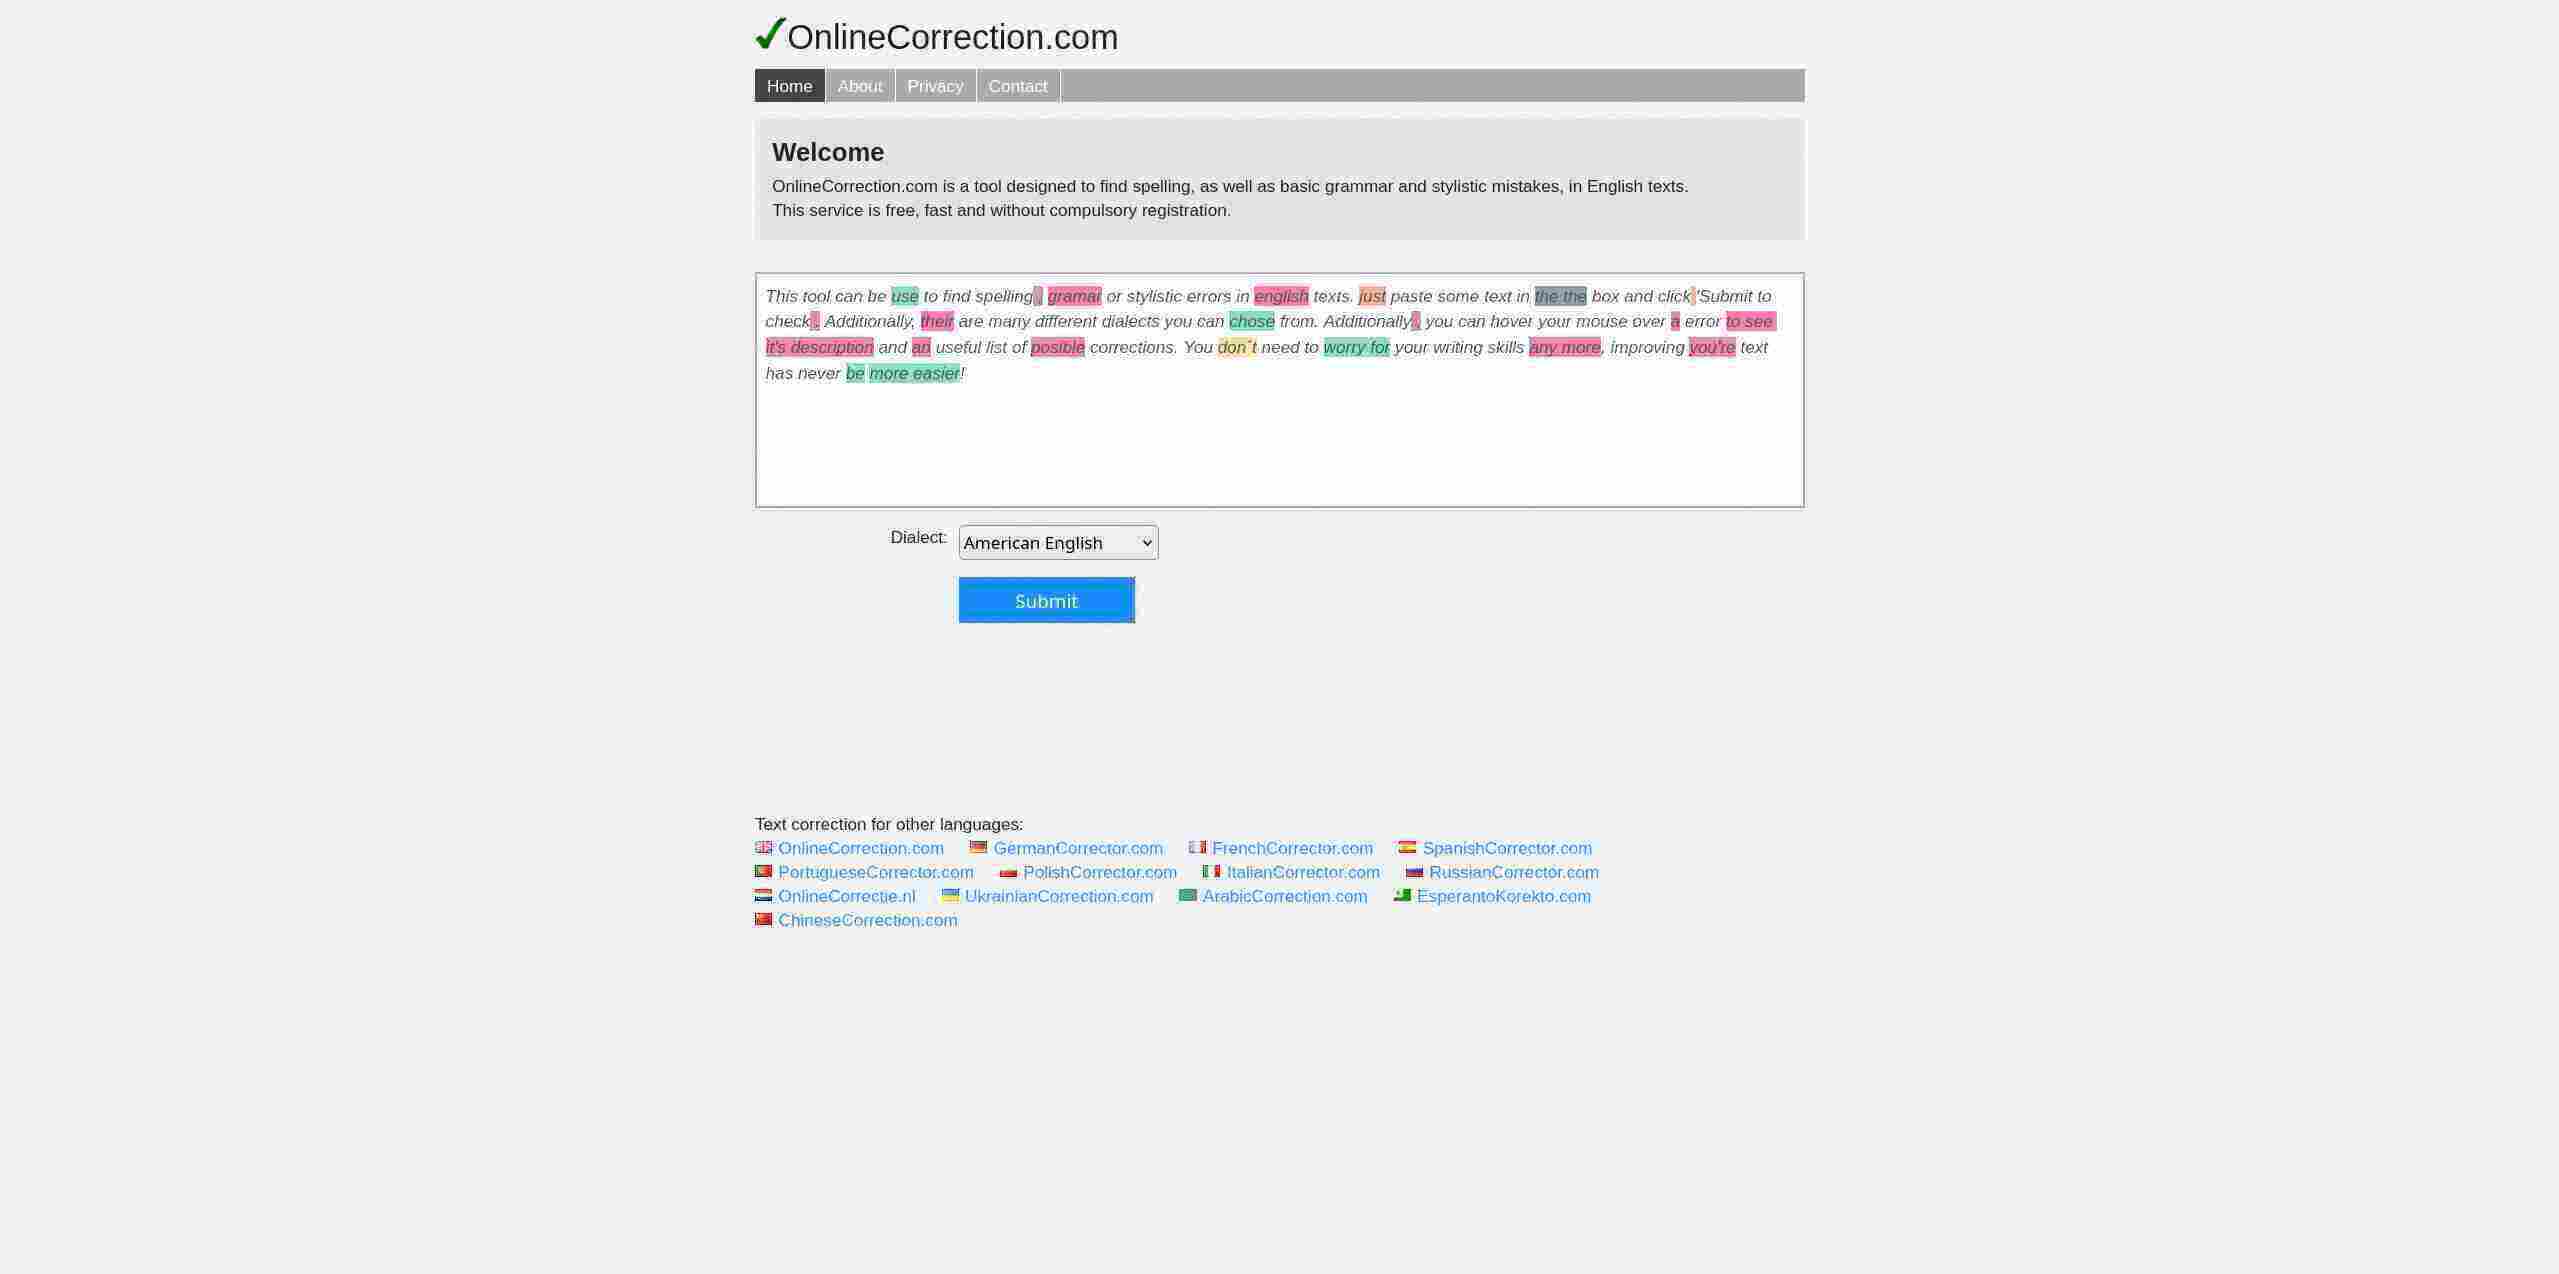 OnlineCorrection.com
Home About Privacy Contact
Welcome
OnlineCorrection.com is a tool designed to find spelling, as well as basic grammar and stylistic mistakes, in English texts.
This service is free, fast and without compulsory registration.
This tool can be use to find spelling , gramar or stylistic errors in english texts. just paste some text in the the box and click 'Submit to
check . Additionally, their are many different dialects you can chose from. Additionally , you can hover your mouse over a error to see
it's description and an useful list of posible corrections. You don´t need to worry for your writing skills any more, improving you're text
has never be more easier!
Dialect: American English
Submit
Text correction for other languages:
OnlineCorrection.com GermanCorrector.com FrenchCorrector.com SpanishCorrector.com
PortugueseCorrector.com PolishCorrector.com ItalianCorrector.com RussianCorrector.com
OnlineCorrectie.nl UkrainianCorrection.com ArabicCorrection.com EsperantoKorekto.com
ChineseCorrection.com